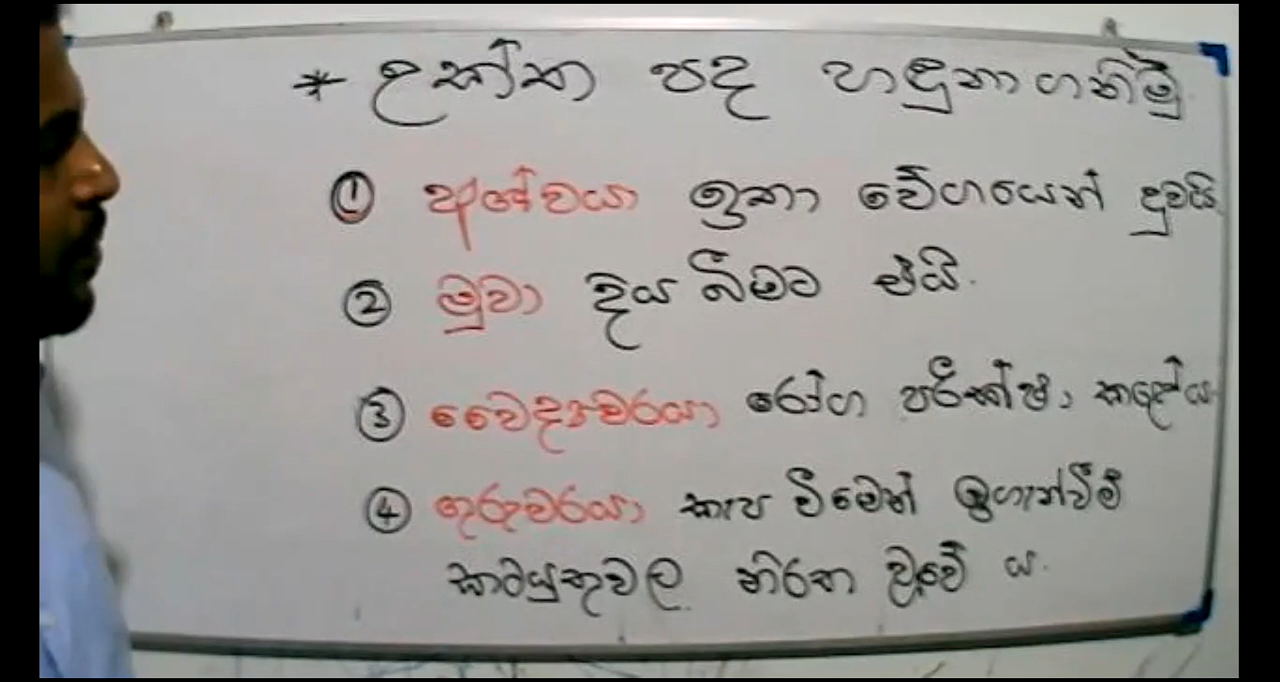 * උක්ත පද හඳුනාගනිමු.
① අශ්වයා ඉතා වේගයෙන් දුවයි.
② මුවා දිය බීමට එයි.
③ වෛද්‍යවරයා රෝග පරීක්ෂා කළේය.
④ ගුරුවරයා කැප වීමෙන් ඉගැන්වීම්
කටයුතුවල නිරත වූවේ ය.